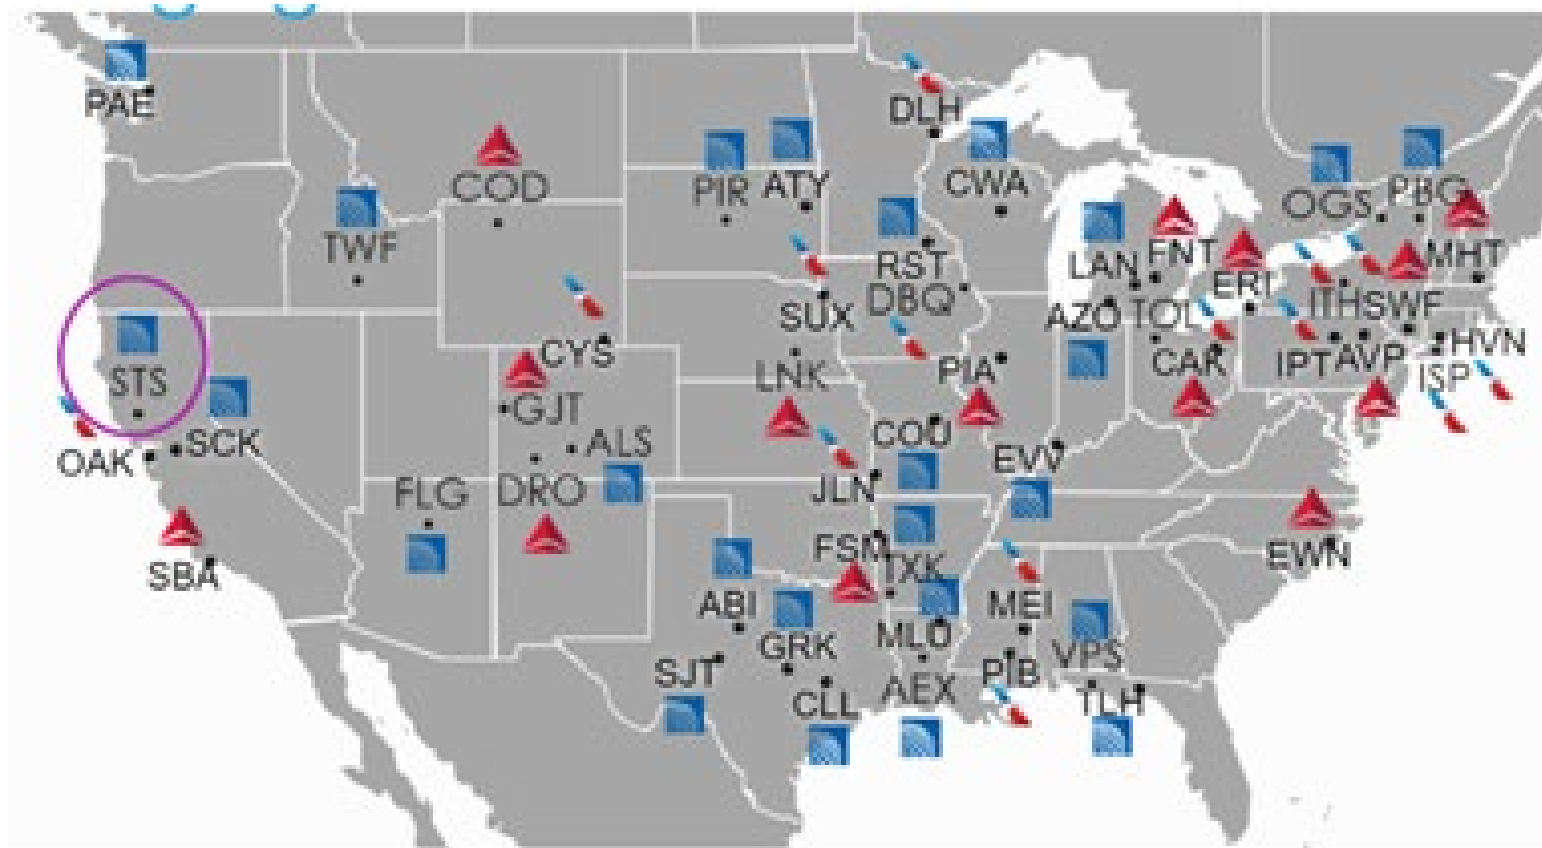 PAE
DLH
COD
PIR
ATY
CWA
OGS
PBG
TWF
RST
LAN
FNT
ERI
MHT
SUX
DBQ
AZO
TOL
ITH
SWF
CYS
STS
LNK
PIA
CAK
IPT
AVP
HVN
ISP
GJT
SCK
OAK
ALS
COU
EVV
FLG
DRO
JLN
SBA
FSM
TXK
EWN
ABI
MEI
GRK
MLU
SJT
PIB
VPS
CLL
AEX
TLH